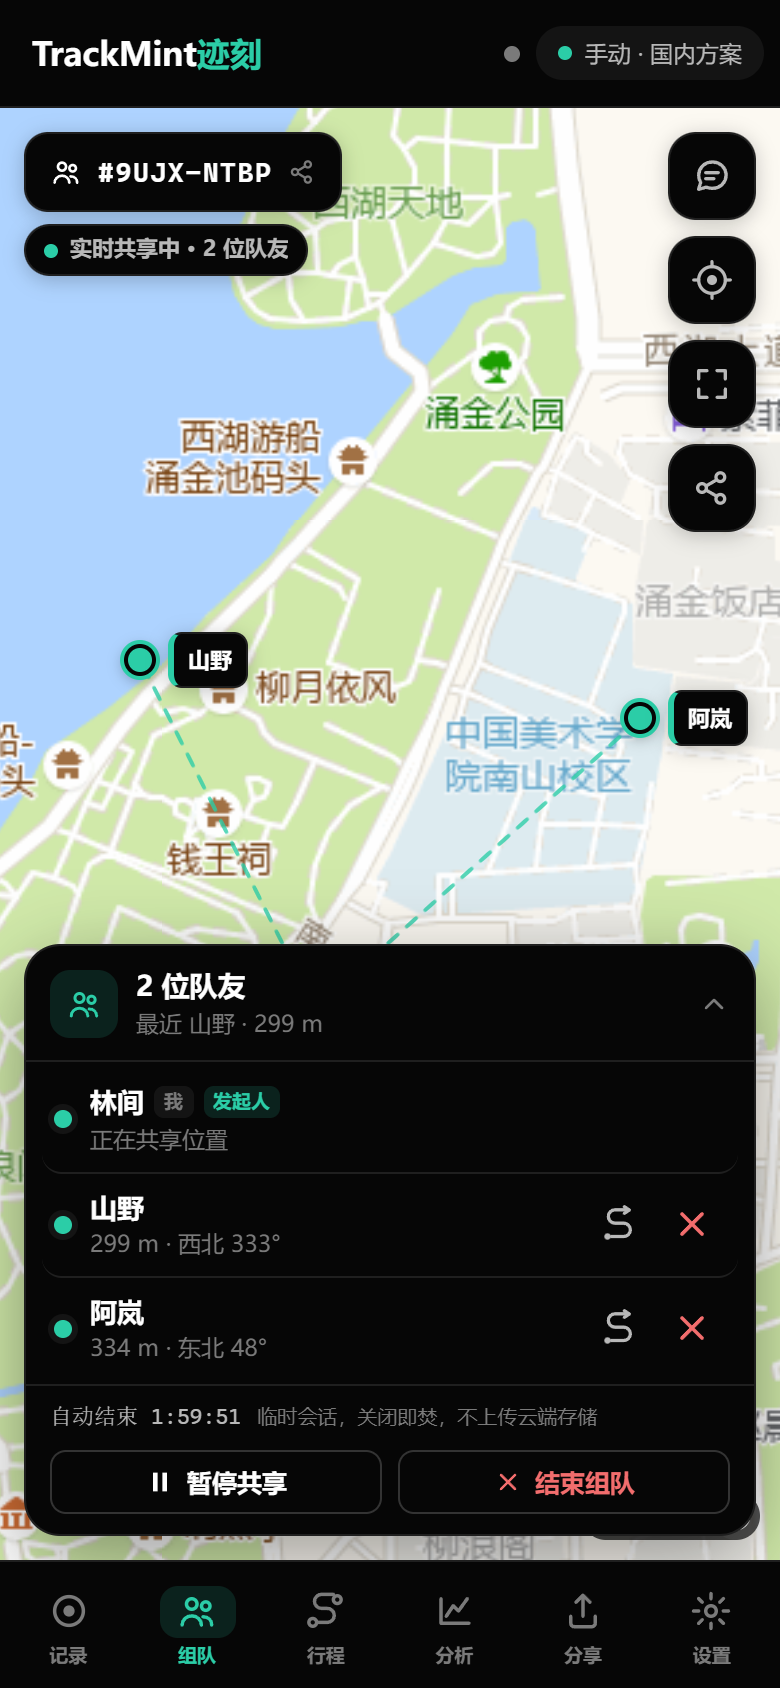 TrackMint迹刻
手动 · 国内方案
#9UJX-NTBP
实时共享中 • 2 位队友
西湖天地
涌金公园
西湖游船
涌金池码头
涌金饭店
山野
柳月依风
阿岚
中国美术学
院南山校区
头
钱王祠
2 位队友
最近 山野 · 299 m
林间 我 发起人
正在共享位置
山野
299 m · 西北 333°
阿岚
334 m · 东北 48°
自动结束 1:59:51 临时会话，关闭即焚，不上传云端存储
暂停共享
结束组队
柳浪阁
记录
组队
行程
分析
分享
设置